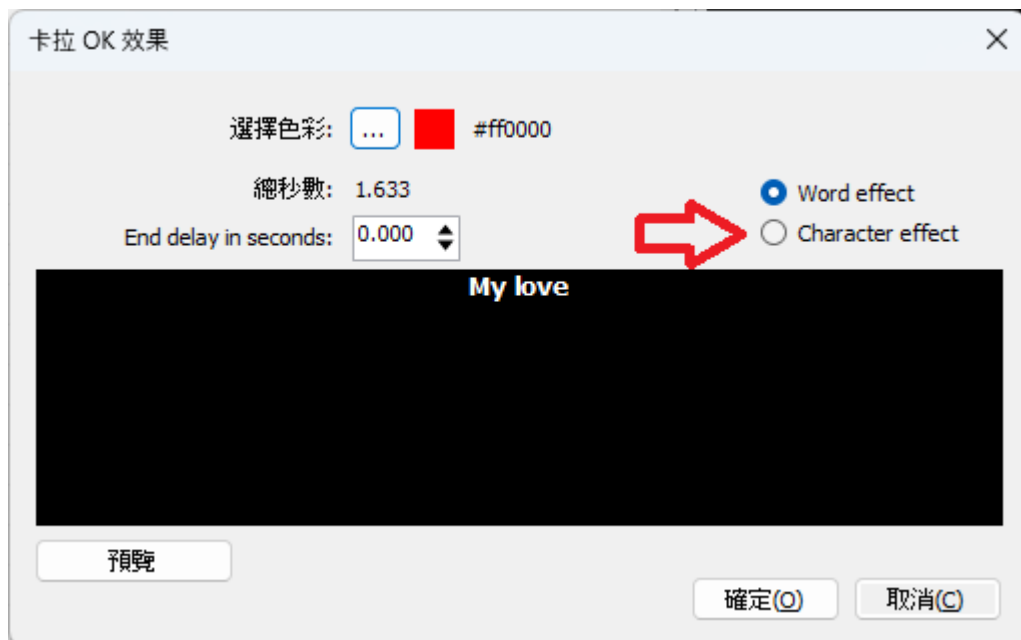 卡拉 OK 效果
選擇色彩: ... #ff0000
總秒數: 1.633
Word effect
End delay in seconds: 0.000
Character effect
My love
預覽
確定(O) 取消(C)